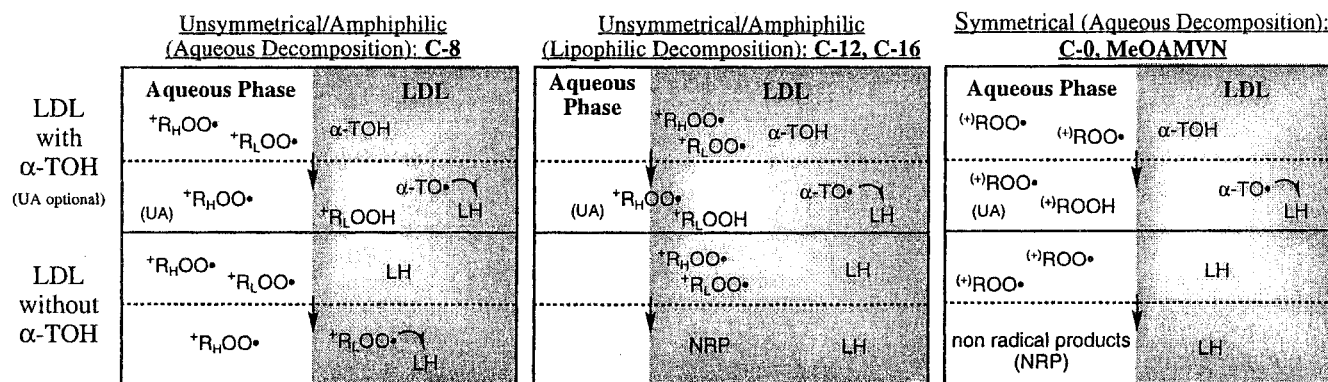 Unsymmetrical/Amphiphilic
(Aqueous Decomposition): C-8
Unsymmetrical/Amphiphilic
(Lipophilic Decomposition): C-12, C-16
Symmetrical (Aqueous Decomposition):
C-0, MeOAMVN
LDL
with
α-TOH
(UA optional)
LDL
without
α-TOH
Aqueous Phase
LDL
⁺R_HOO•
⁺R_LOO•
α-TOH
(UA)
⁺R_HOO•
⁺R_LOOH
α-TO•
LH
⁺R_HOO•
⁺R_LOO•
LH
⁺R_HOO•
⁺R_LOO•
LH
Aqueous
Phase
LDL
⁺R_HOO•
⁺R_LOO•
α-TOH
(UA)
⁺R_HOO•
⁺R_LOOH
α-TO•
LH
⁺R_HOO•
⁺R_LOO•
LH
NRP
LH
Aqueous Phase
LDL
(+)ROO•
(+)ROO•
α-TOH
(+)ROO•
(UA)
(+)ROOH
α-TO•
LH
(+)ROO•
(+)ROO•
LH
non radical products
(NRP)
LH